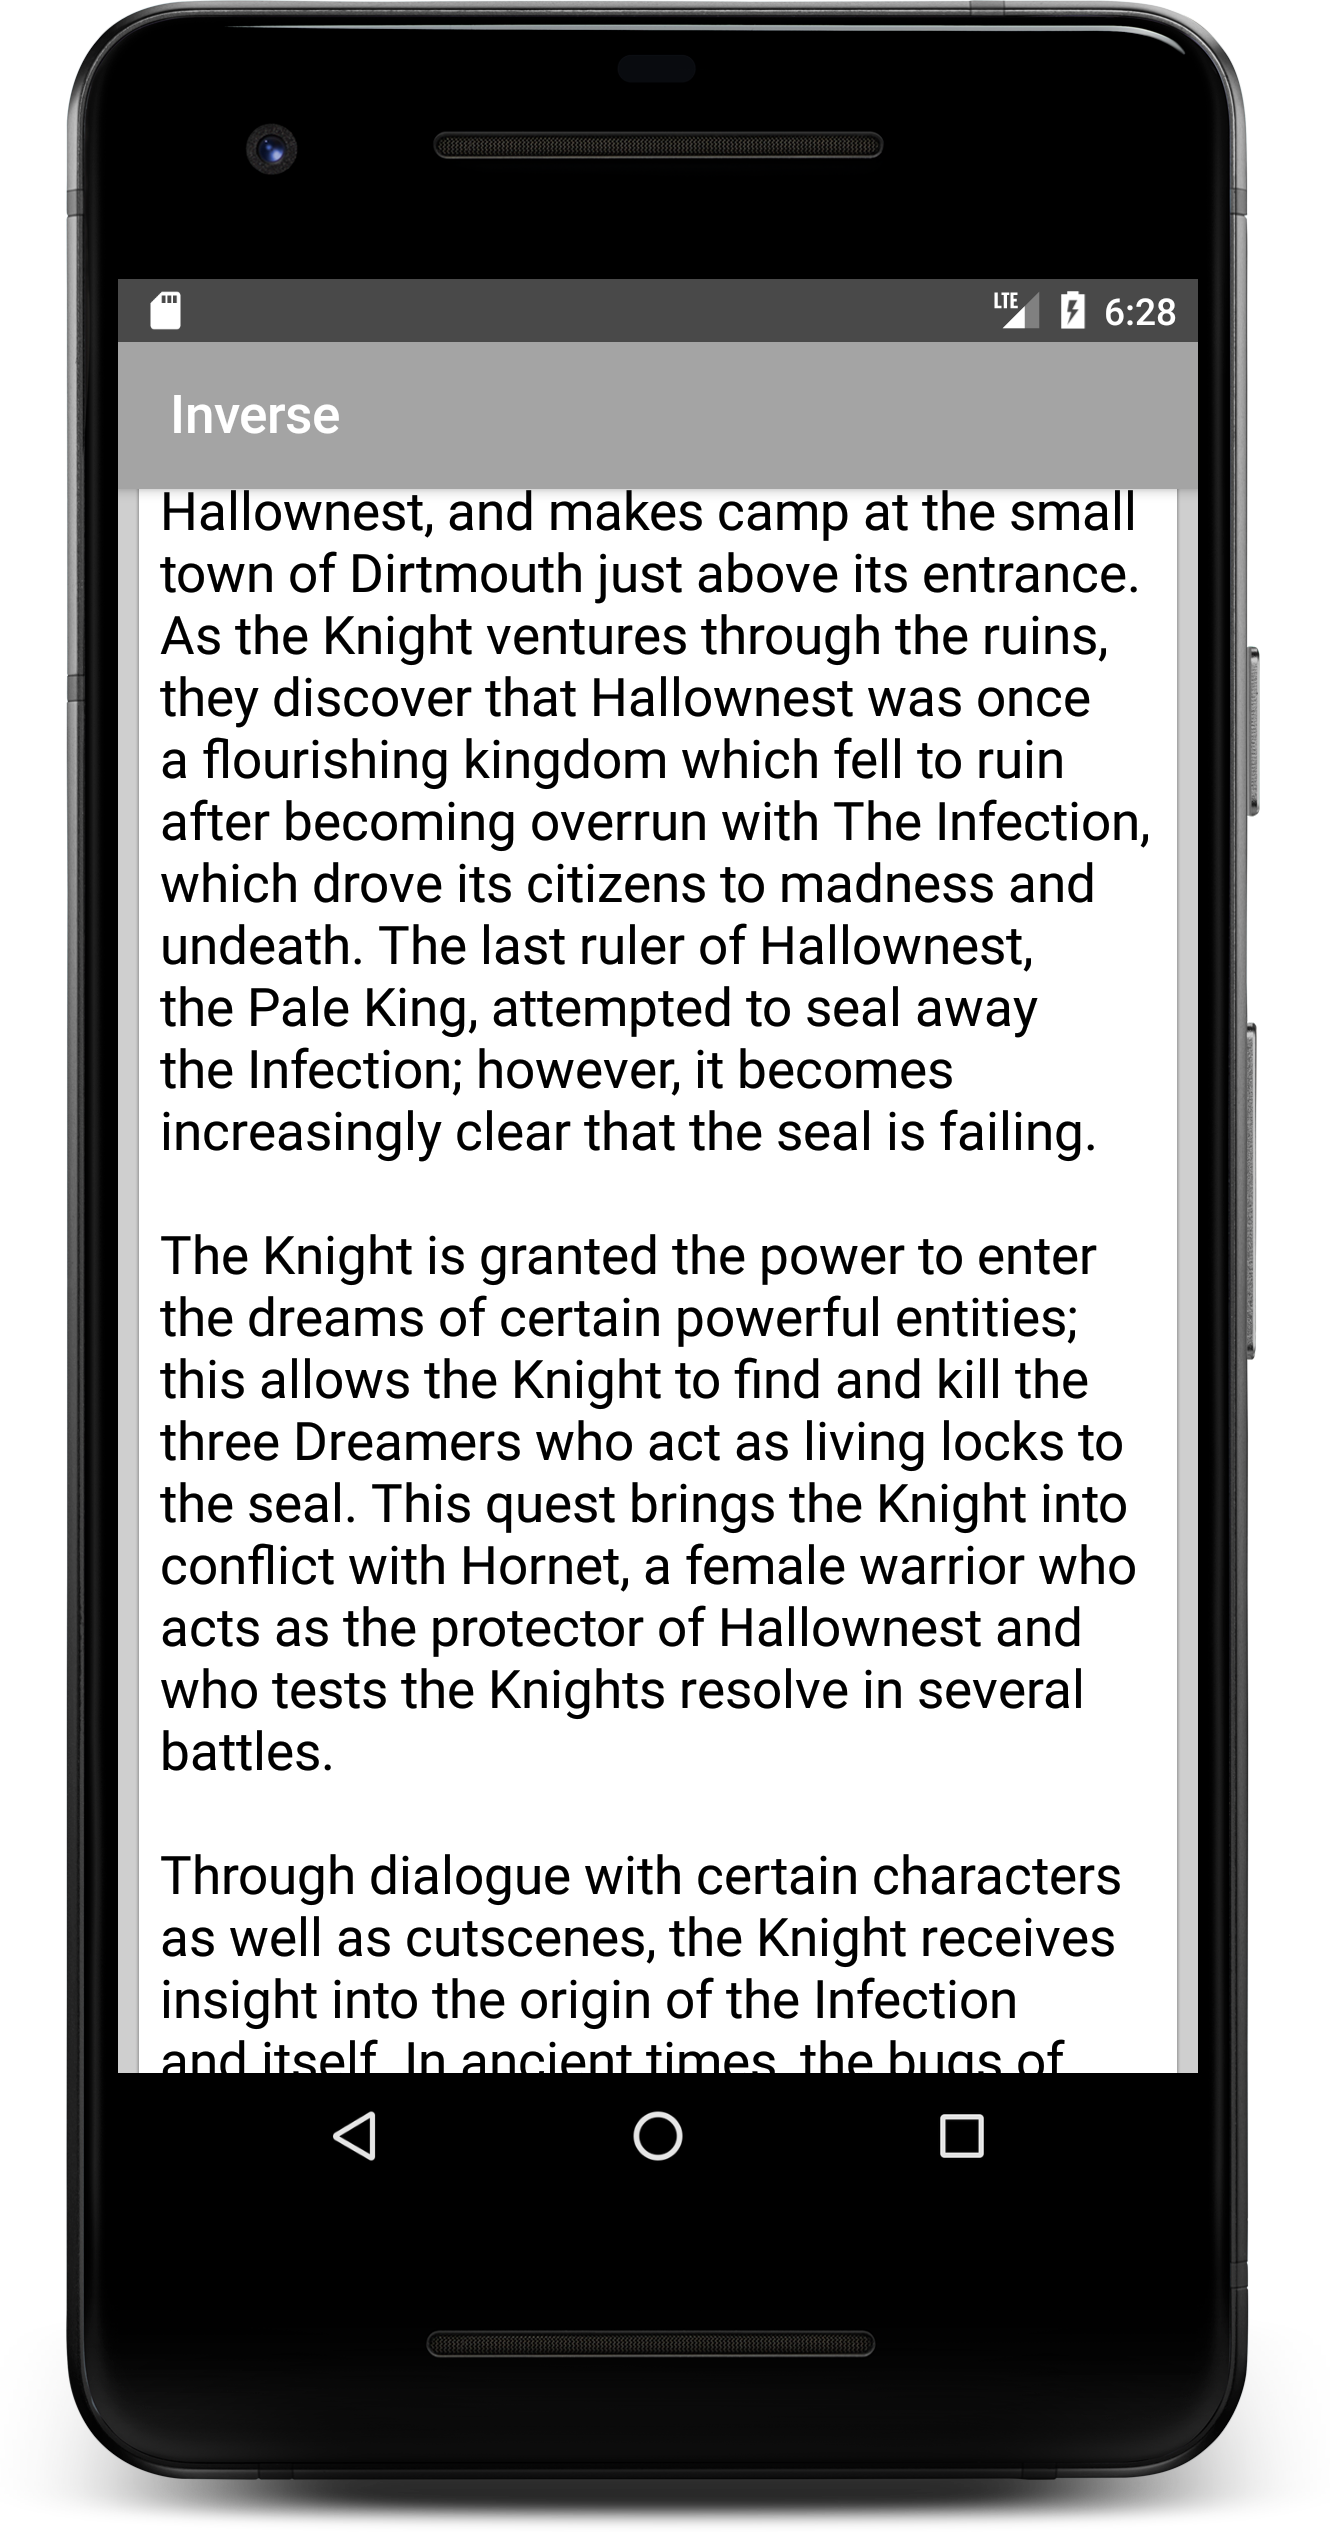 LTE 6:28
Inverse
Hallownest, and makes camp at the small
town of Dirtmouth just above its entrance.
As the Knight ventures through the ruins,
they discover that Hallownest was once
a flourishing kingdom which fell to ruin
after becoming overrun with The Infection,
which drove its citizens to madness and
undeath. The last ruler of Hallownest,
the Pale King, attempted to seal away
the Infection; however, it becomes
increasingly clear that the seal is failing.
The Knight is granted the power to enter
the dreams of certain powerful entities;
this allows the Knight to find and kill the
three Dreamers who act as living locks to
the seal. This quest brings the Knight into
conflict with Hornet, a female warrior who
acts as the protector of Hallownest and
who tests the Knights resolve in several
battles.
Through dialogue with certain characters
as well as cutscenes, the Knight receives
insight into the origin of the Infection
and itself. In ancient times, the bugs of